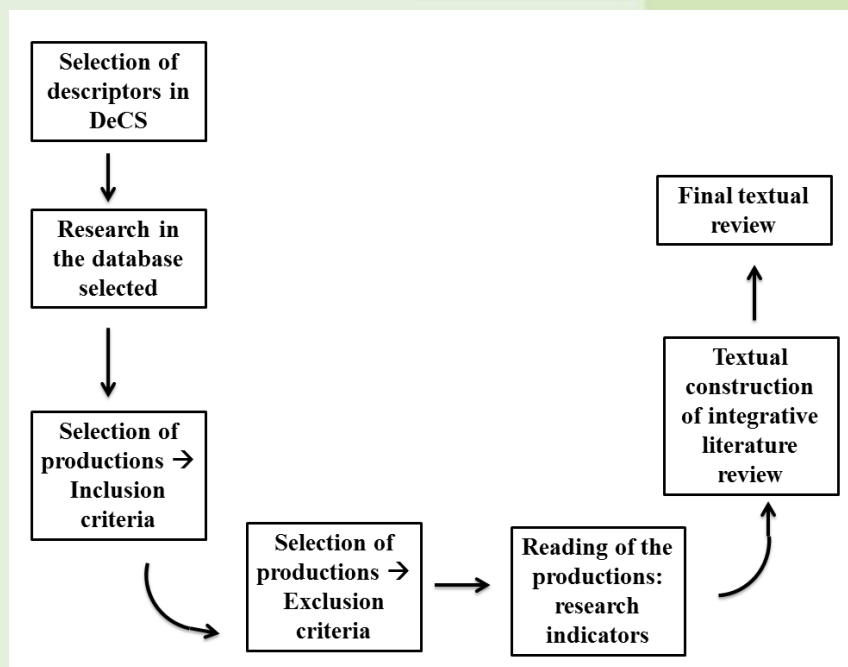 Selection of
descriptors in
DeCS
Research in
the database
selected
Selection of
productions →
Inclusion
criteria
Selection of
productions →
Exclusion
criteria
Reading of the
productions:
research
indicators
Textual
construction
of integrative
literature
review
Final textual
review